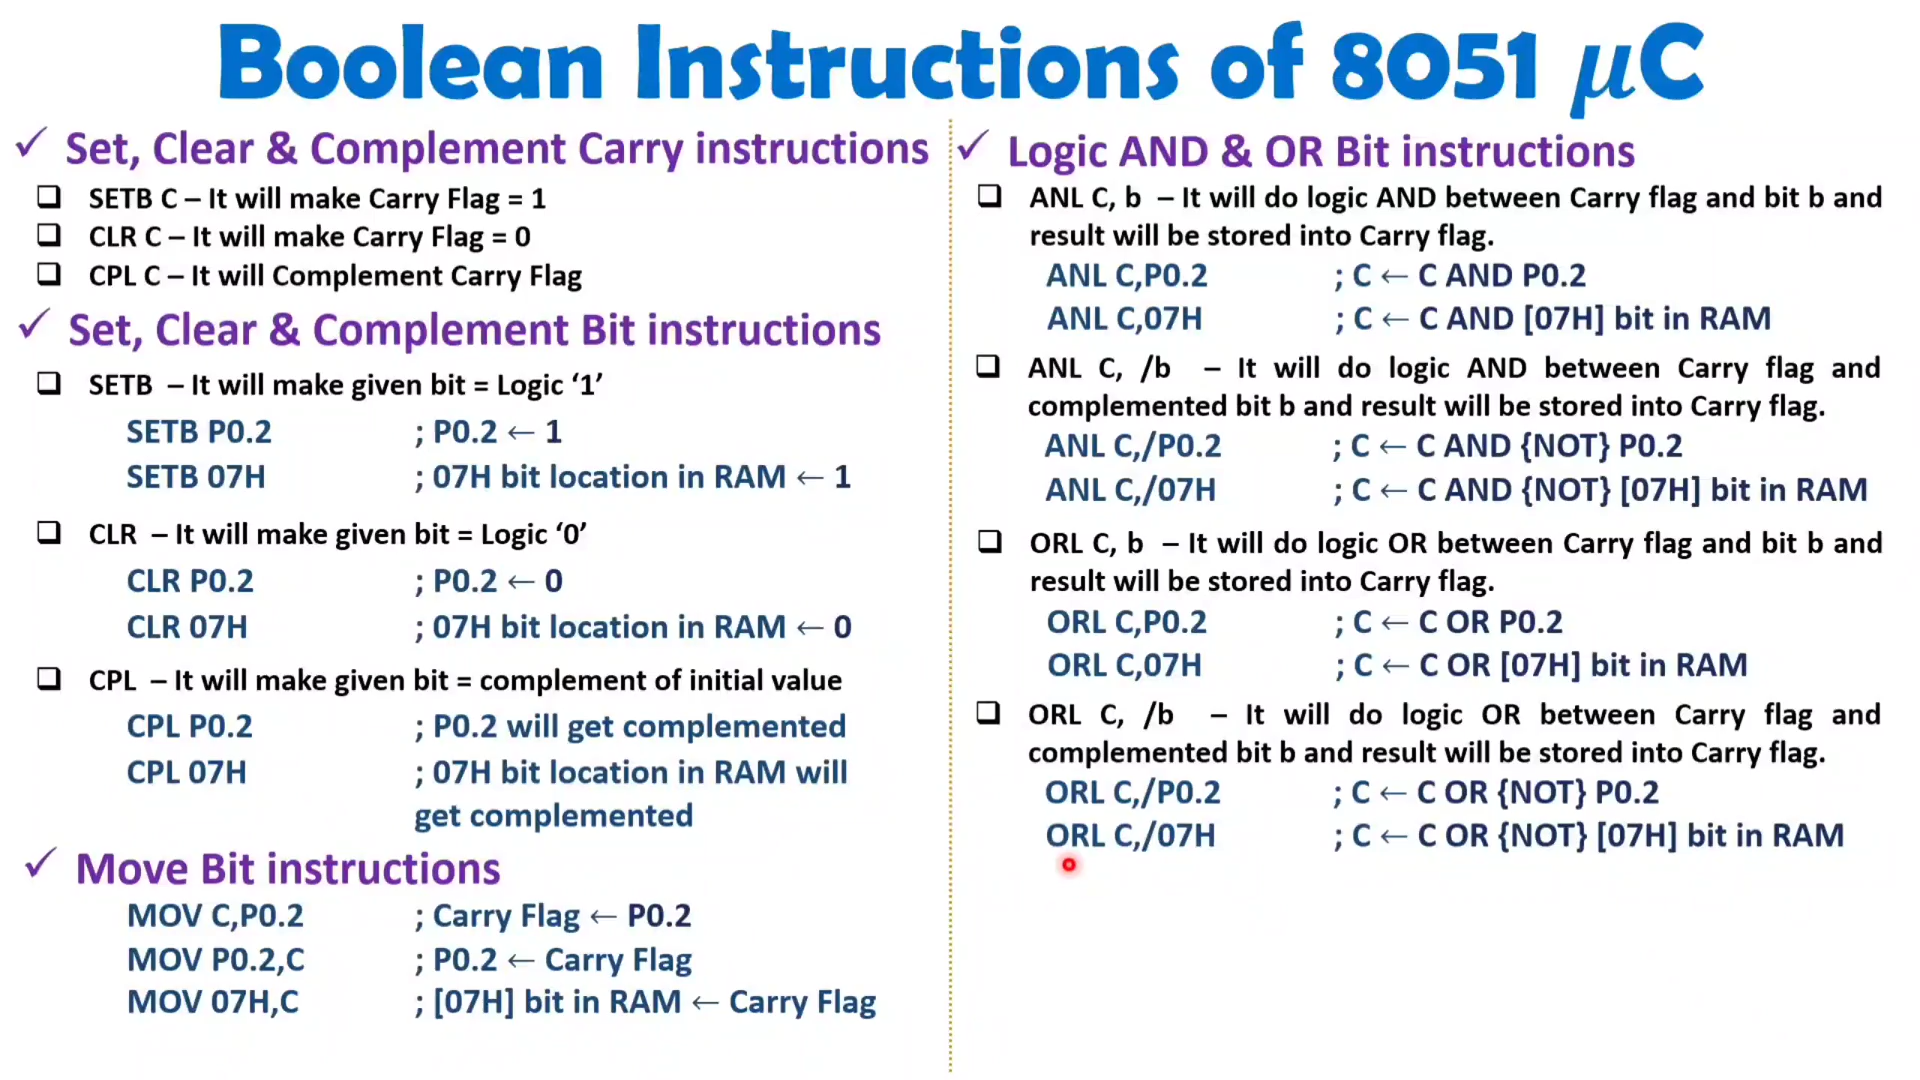 Boolean Instructions of 8051 μC
✓ Set, Clear & Complement Carry instructions
❑ SETB C – It will make Carry Flag = 1
❑ CLR C – It will make Carry Flag = 0
❑ CPL C – It will Complement Carry Flag
✓ Set, Clear & Complement Bit instructions
❑ SETB – It will make given bit = Logic ‘1’
SETB P0.2 ; P0.2 ← 1
SETB 07H ; 07H bit location in RAM ← 1
❑ CLR – It will make given bit = Logic ‘0’
CLR P0.2 ; P0.2 ← 0
CLR 07H ; 07H bit location in RAM ← 0
❑ CPL – It will make given bit = complement of initial value
CPL P0.2 ; P0.2 will get complemented
CPL 07H ; 07H bit location in RAM will
get complemented
✓ Move Bit instructions
MOV C,P0.2 ; Carry Flag ← P0.2
MOV P0.2,C ; P0.2 ← Carry Flag
MOV 07H,C ; [07H] bit in RAM ← Carry Flag
✓ Logic AND & OR Bit instructions
❑ ANL C, b – It will do logic AND between Carry flag and bit b and
result will be stored into Carry flag.
ANL C,P0.2 ; C ← C AND P0.2
ANL C,07H ; C ← C AND [07H] bit in RAM
❑ ANL C, /b – It will do logic AND between Carry flag and
complemented bit b and result will be stored into Carry flag.
ANL C,/P0.2 ; C ← C AND {NOT} P0.2
ANL C,/07H ; C ← C AND {NOT} [07H] bit in RAM
❑ ORL C, b – It will do logic OR between Carry flag and bit b and
result will be stored into Carry flag.
ORL C,P0.2 ; C ← C OR P0.2
ORL C,07H ; C ← C OR [07H] bit in RAM
❑ ORL C, /b – It will do logic OR between Carry flag and
complemented bit b and result will be stored into Carry flag.
ORL C,/P0.2 ; C ← C OR {NOT} P0.2
ORL C,/07H ; C ← C OR {NOT} [07H] bit in RAM